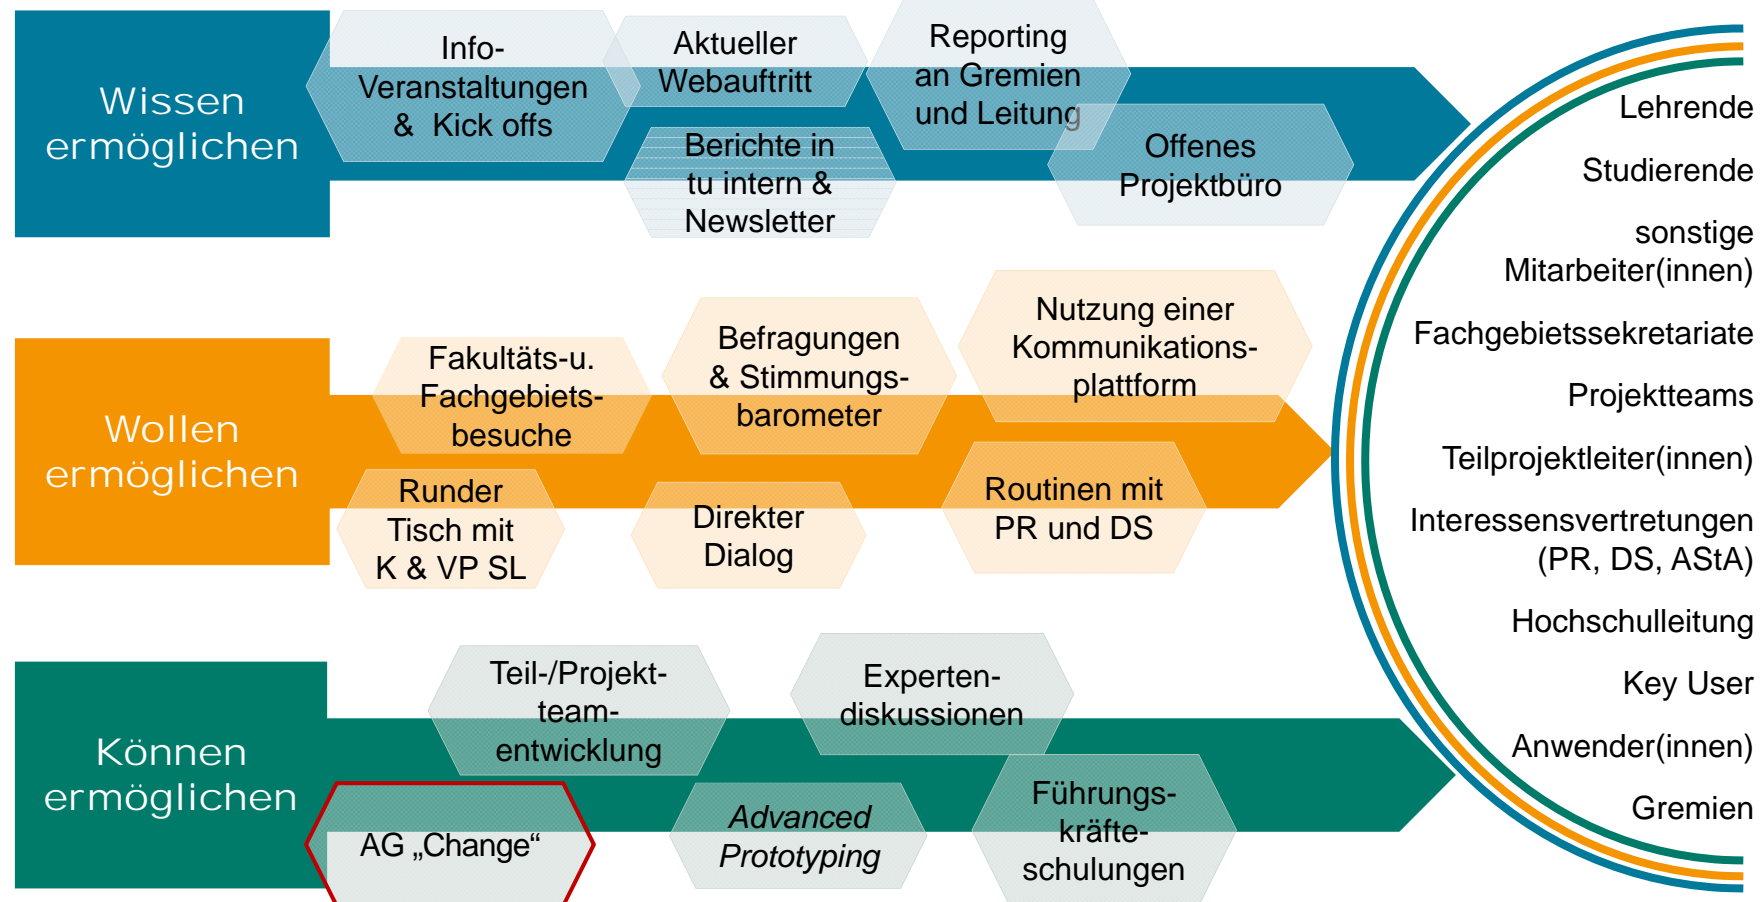 Wissen
ermöglichen
Info-
Veranstaltungen
& Kick offs
Aktueller
Webauftritt
Reporting
an Gremien
und Leitung
Berichte in
tu intern &
Newsletter
Offenes
Projektbüro
Wollen
ermöglichen
Fakultäts-u.
Fachgebiets-
besuche
Befragungen
& Stimmungs-
barometer
Nutzung einer
Kommunikations-
plattform
Runder
Tisch mit
K & VP SL
Direkter
Dialog
Routinen mit
PR und DS
Können
ermöglichen
Teil-/Projekt-
team-
entwicklung
Experten-
diskussionen
AG „Change“
Advanced
Prototyping
Führungs-
kräfte-
schulungen
Lehrende
Studierende
sonstige
Mitarbeiter(innen)
Fachgebietssekretariate
Projektteams
Teilprojektleiter(innen)
Interessensvertretungen
(PR, DS, AStA)
Hochschulleitung
Key User
Anwender(innen)
Gremien